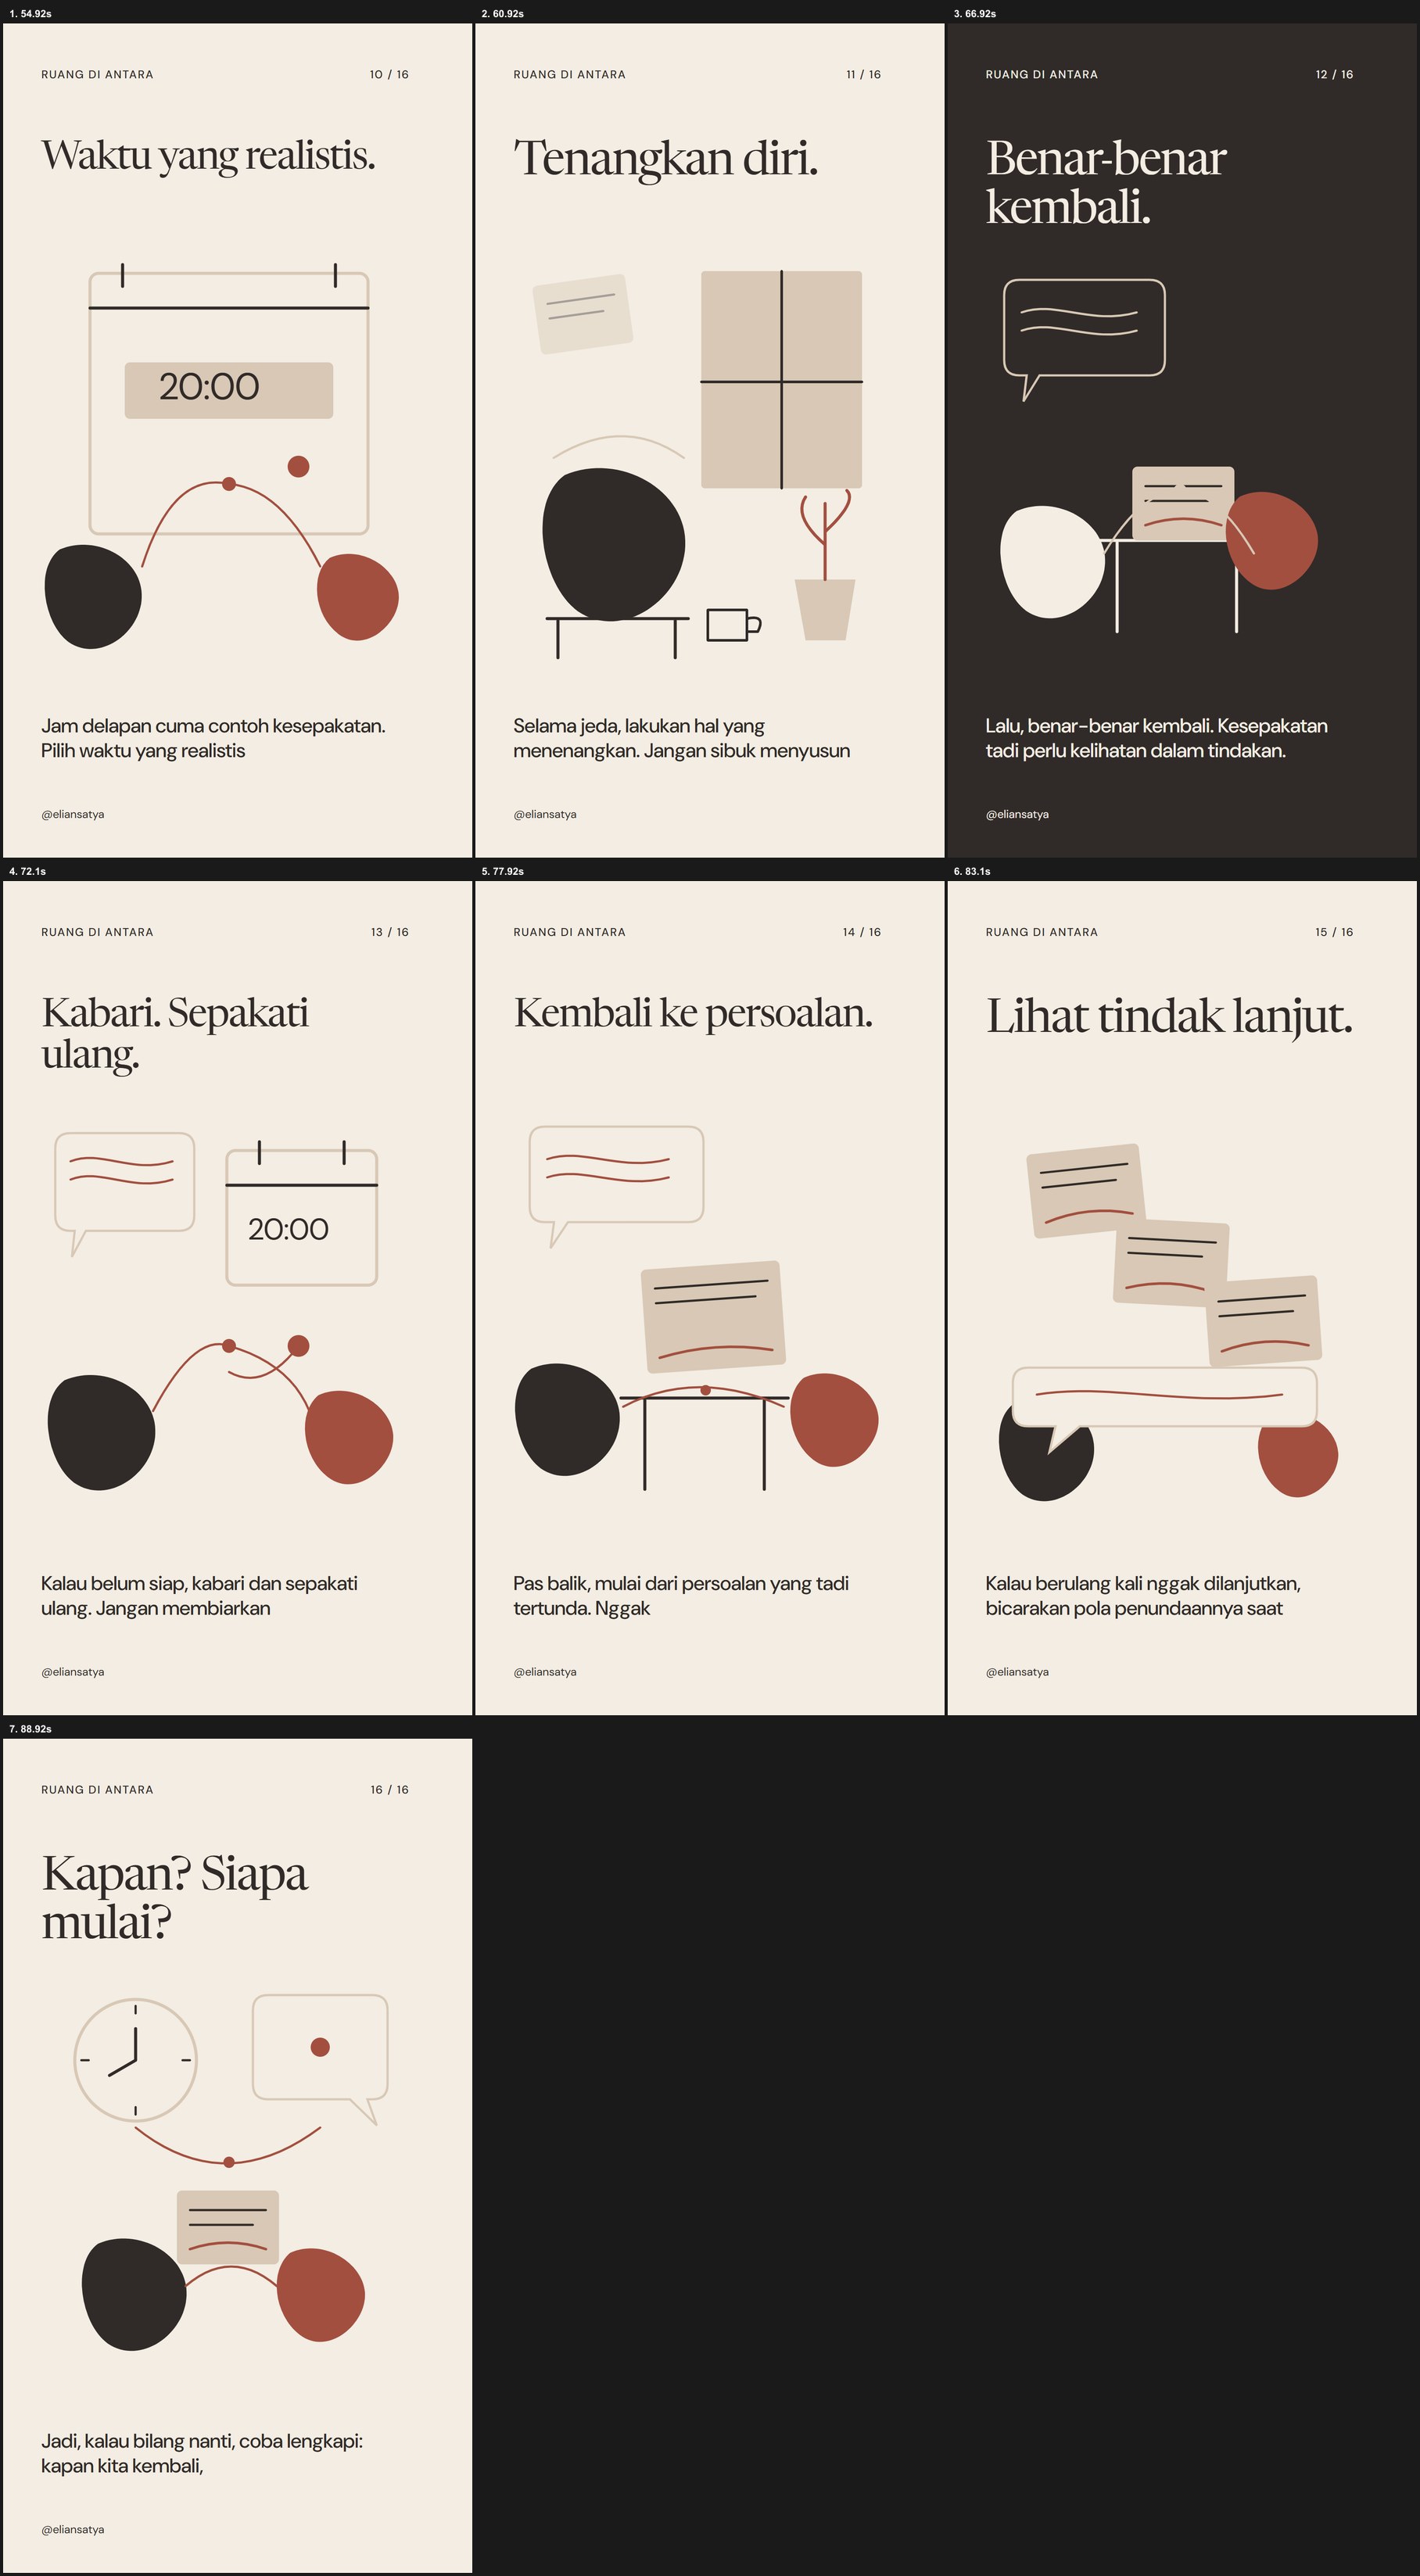 1. 54.92s
RUANG DI ANTARA
10 / 16
Waktu yang realistis.
20:00
Jam delapan cuma contoh kesepakatan.
Pilih waktu yang realistis
@eliansatya
2. 60.92s
RUANG DI ANTARA
11 / 16
Tenangkan diri.
Selama jeda, lakukan hal yang
menenangkan. Jangan sibuk menyusun
@eliansatya
3. 66.92s
RUANG DI ANTARA
12 / 16
Benar-benar
kembali.
Lalu, benar-benar kembali. Kesepakatan
tadi perlu kelihatan dalam tindakan.
@eliansatya
4. 72.1s
RUANG DI ANTARA
13 / 16
Kabari. Sepakati
ulang.
20:00
Kalau belum siap, kabari dan sepakati
ulang. Jangan membiarkan
@eliansatya
5. 77.92s
RUANG DI ANTARA
14 / 16
Kembali ke persoalan.
Pas balik, mulai dari persoalan yang tadi
tertunda. Nggak
@eliansatya
6. 83.1s
RUANG DI ANTARA
15 / 16
Lihat tindak lanjut.
Kalau berulang kali nggak dilanjutkan,
bicarakan pola penundaannya saat
@eliansatya
7. 88.92s
RUANG DI ANTARA
16 / 16
Kapan? Siapa
mulai?
Jadi, kalau bilang nanti, coba lengkapi:
kapan kita kembali,
@eliansatya